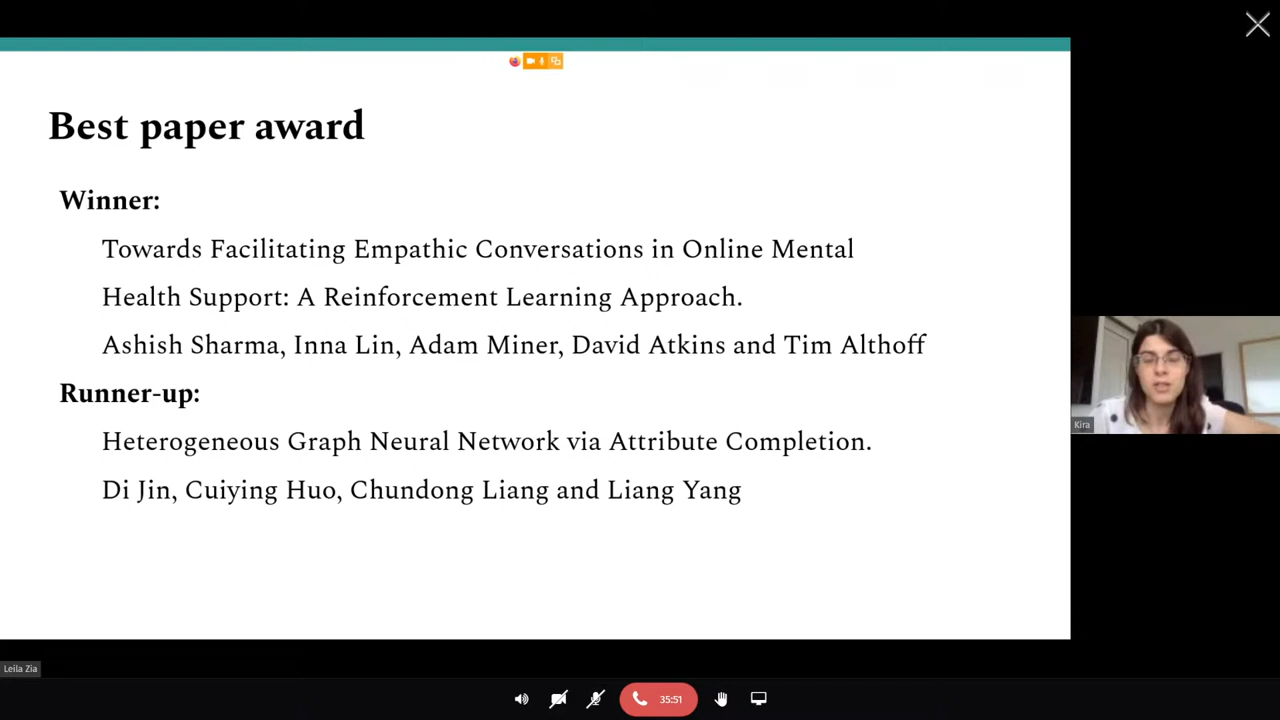 Best paper award
Winner:
Towards Facilitating Empathic Conversations in Online Mental
Health Support: A Reinforcement Learning Approach.
Ashish Sharma, Inna Lin, Adam Miner, David Atkins and Tim Althoff
Runner-up:
Heterogeneous Graph Neural Network via Attribute Completion.
Di Jin, Cuiying Huo, Chundong Liang and Liang Yang
Kira
Leila Zia
35:51